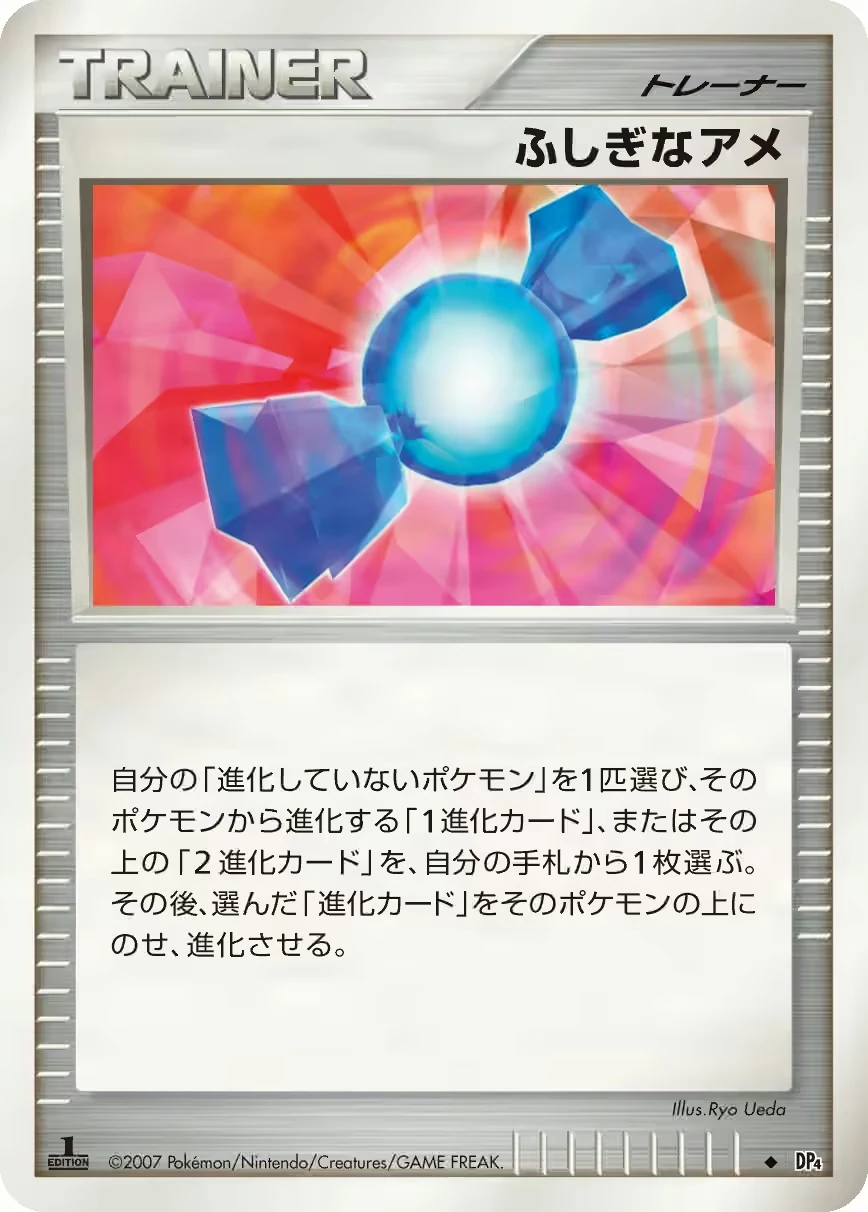 TRAINER
トレーナー
ふしぎなアメ
自分の「進化していないポケモン」を1匹選び、その
ポケモンから進化する「1進化カード」、またはその
上の「2進化カード」を、自分の手札から1枚選ぶ。
その後、選んだ「進化カード」をそのポケモンの上に
のせ、進化させる。
Illus.Ryo Ueda
1
EDITION
©2007 Pokémon/Nintendo/Creatures/GAME FREAK.
◆ DP4